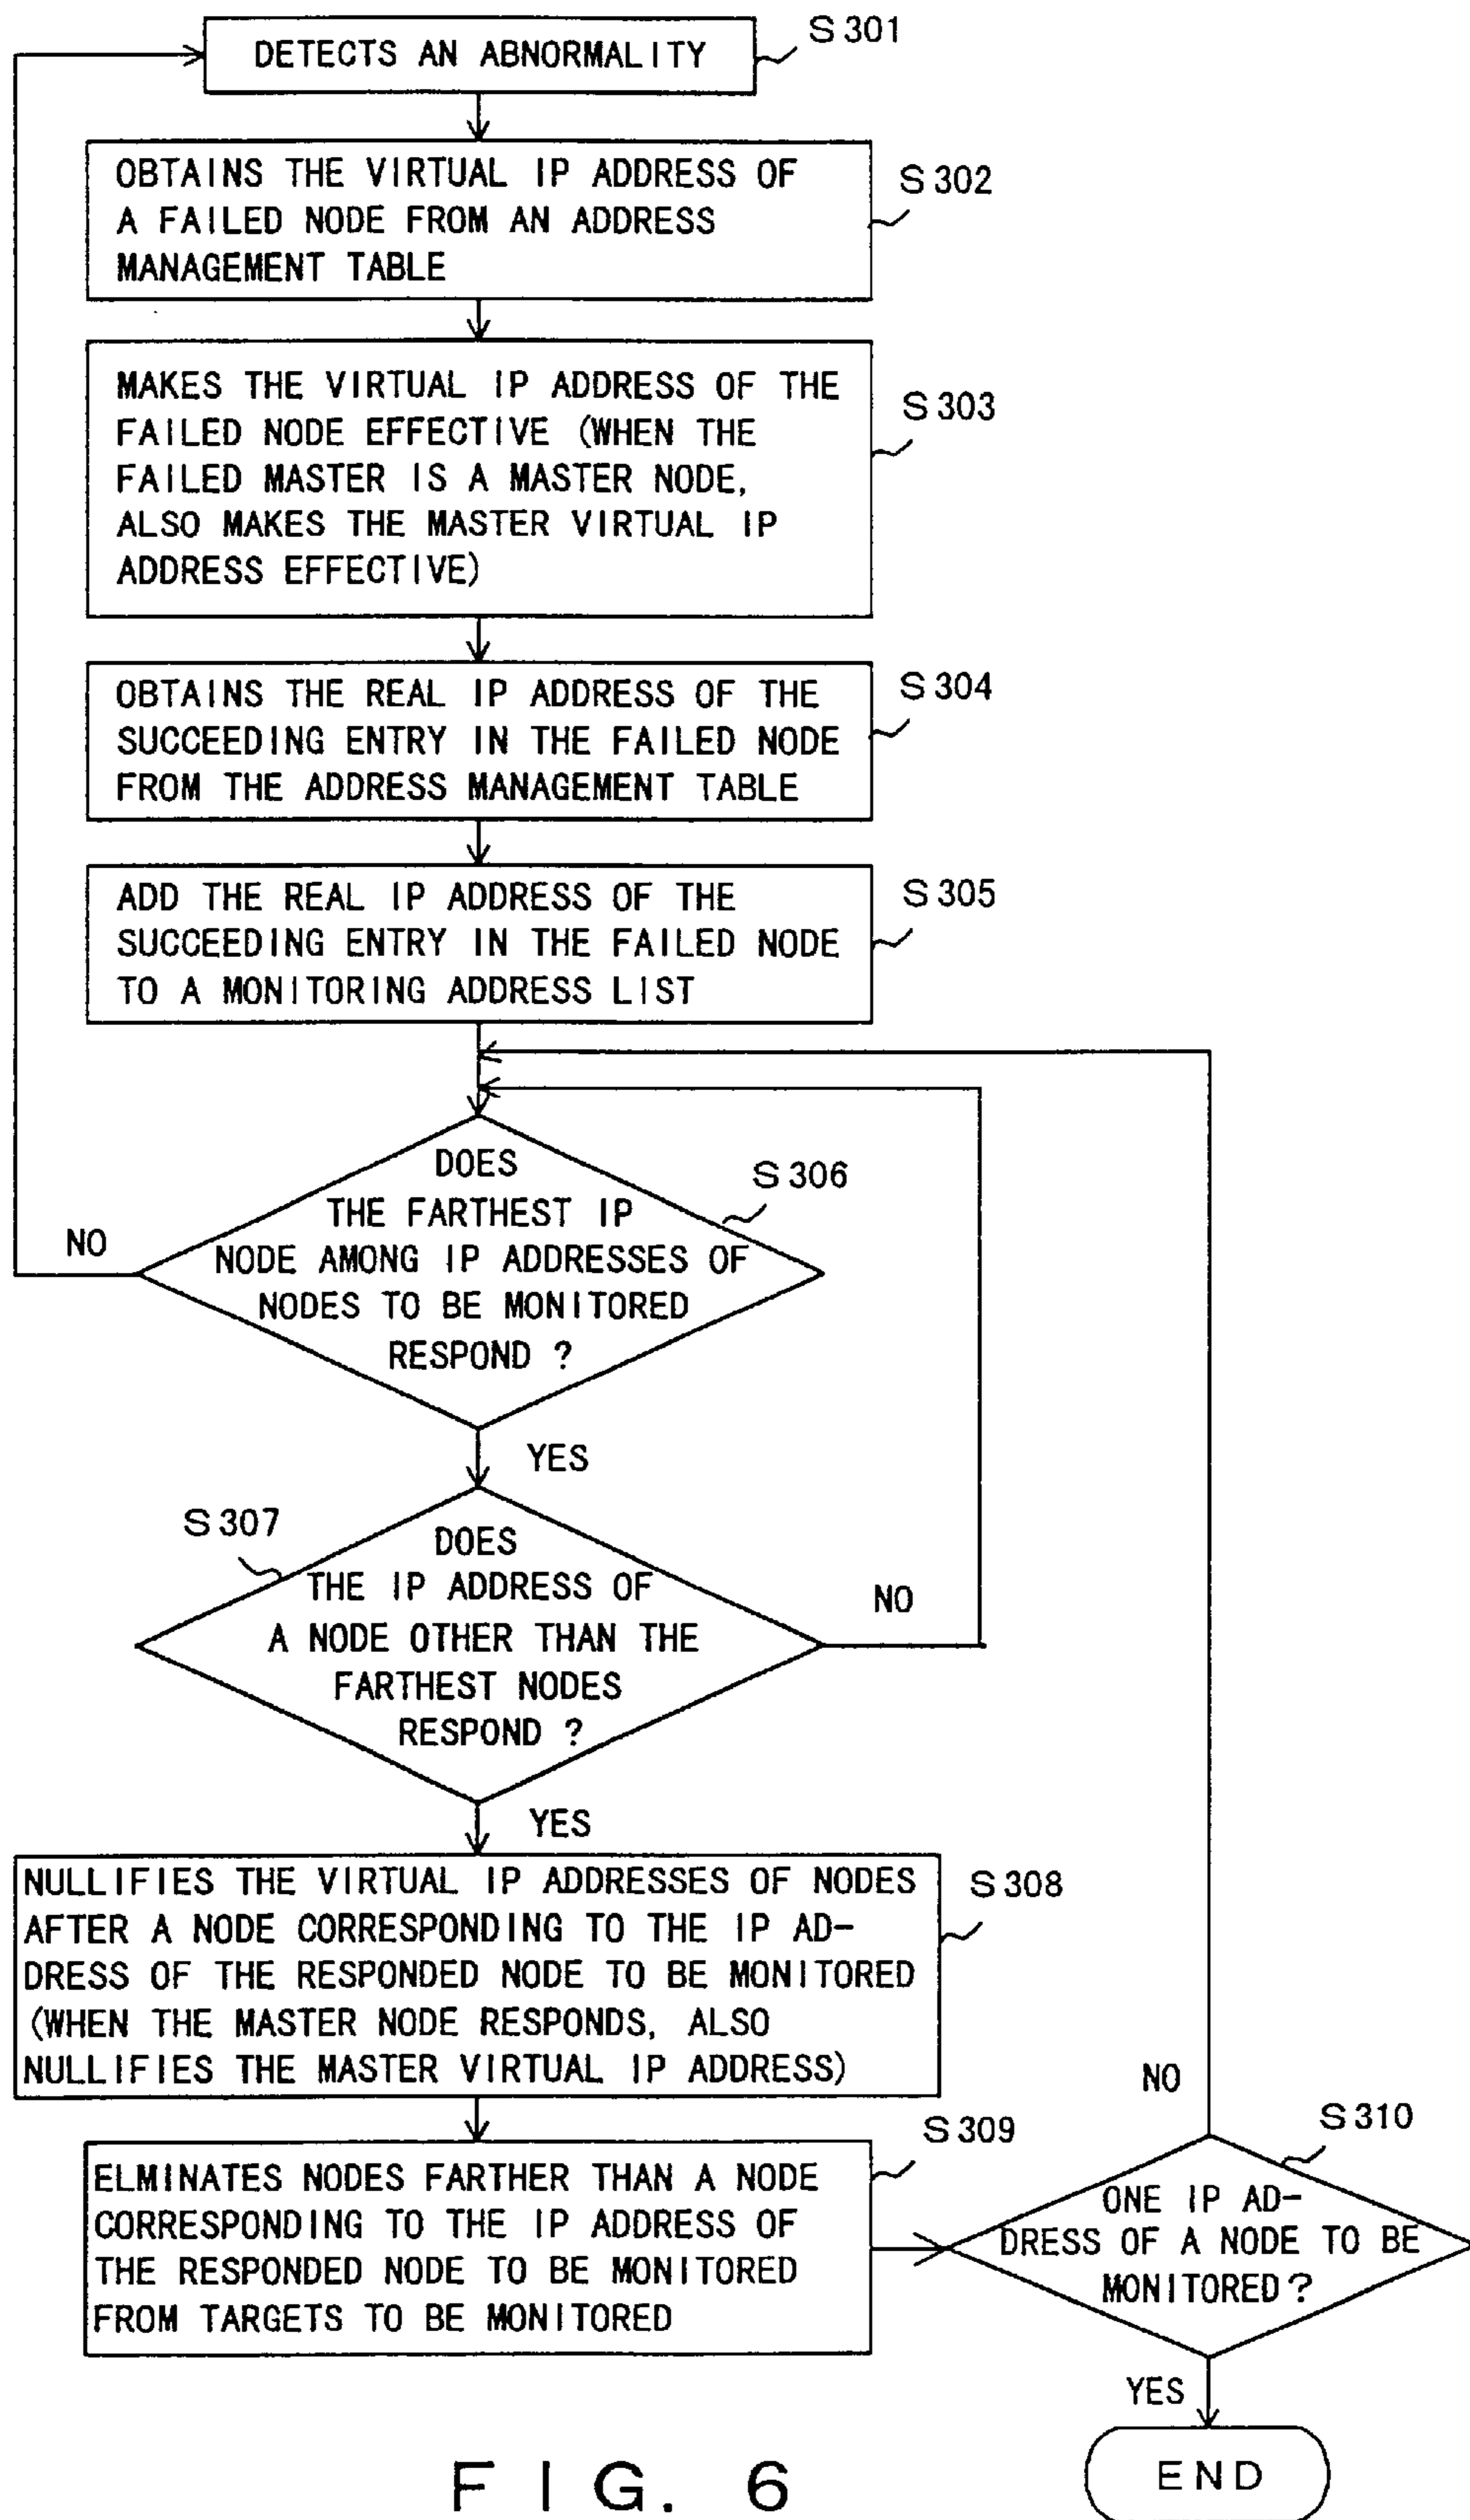 DETECTS AN ABNORMALITY
S301
OBTAINS THE VIRTUAL IP ADDRESS OF
A FAILED NODE FROM AN ADDRESS
MANAGEMENT TABLE
S302
MAKES THE VIRTUAL IP ADDRESS OF THE
FAILED NODE EFFECTIVE (WHEN THE
FAILED MASTER IS A MASTER NODE,
ALSO MAKES THE MASTER VIRTUAL IP
ADDRESS EFFECTIVE)
S303
OBTAINS THE REAL IP ADDRESS OF THE
SUCCEEDING ENTRY IN THE FAILED NODE
FROM THE ADDRESS MANAGEMENT TABLE
S304
ADD THE REAL IP ADDRESS OF THE
SUCCEEDING ENTRY IN THE FAILED NODE
TO A MONITORING ADDRESS LIST
S305
DOES
THE FARTHEST IP
NODE AMONG IP ADDRESSES OF
NODES TO BE MONITORED
RESPOND ?
S306
NO
YES
S307
DOES
THE IP ADDRESS OF
A NODE OTHER THAN THE
FARTHEST NODES
RESPOND ?
NO
YES
NULLIFIES THE VIRTUAL IP ADDRESSES OF NODES
AFTER A NODE CORRESPONDING TO THE IP AD-
DRESS OF THE RESPONDED NODE TO BE MONITORED
(WHEN THE MASTER NODE RESPONDS, ALSO
NULLIFIES THE MASTER VIRTUAL IP ADDRESS)
S308
ELMINATES NODES FARTHER THAN A NODE
CORRESPONDING TO THE IP ADDRESS OF
THE RESPONDED NODE TO BE MONITORED
FROM TARGETS TO BE MONITORED
S309
NO
S310
ONE IP AD-
DRESS OF A NODE TO BE
MONITORED?
YES
END
FIG. 6